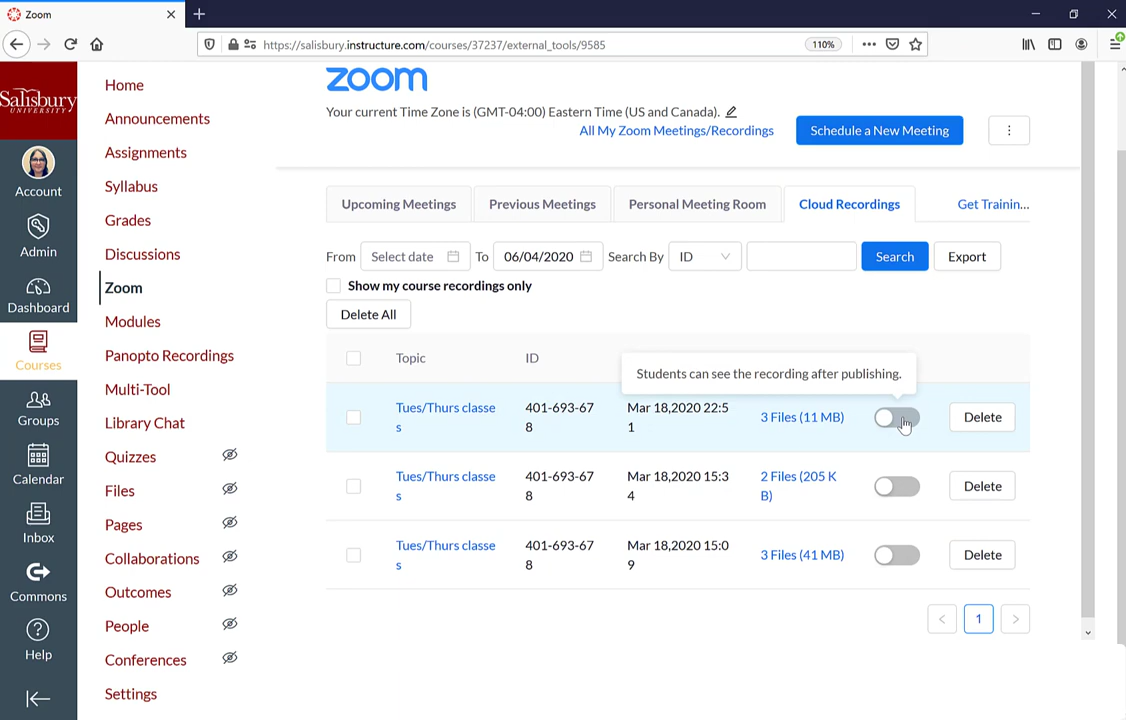 Zoom
https://salisbury.instructure.com/courses/37237/external_tools/9585
110%
Salisbury
UNIVERSITY
Account
Admin
Dashboard
Courses
Groups
Calendar
Inbox
Commons
Help
Home
Announcements
Assignments
Syllabus
Grades
Discussions
Zoom
Modules
Panopto Recordings
Multi-Tool
Library Chat
Quizzes
Files
Pages
Collaborations
Outcomes
People
Conferences
Settings
zoom
Your current Time Zone is (GMT-04:00) Eastern Time (US and Canada).
All My Zoom Meetings/Recordings
Schedule a New Meeting
Upcoming Meetings
Previous Meetings
Personal Meeting Room
Cloud Recordings
Get Trainin...
From Select date To 06/04/2020 Search By ID Search Export
Show my course recordings only
Delete All
Topic ID
Students can see the recording after publishing.
Tues/Thurs classe 401-693-67 Mar 18,2020 22:5 3 Files (11 MB) Delete
s 8 1
Tues/Thurs classe 401-693-67 Mar 18,2020 15:3 2 Files (205 K Delete
s 8 4 B)
Tues/Thurs classe 401-693-67 Mar 18,2020 15:0 3 Files (41 MB) Delete
s 8 9
< 1 >